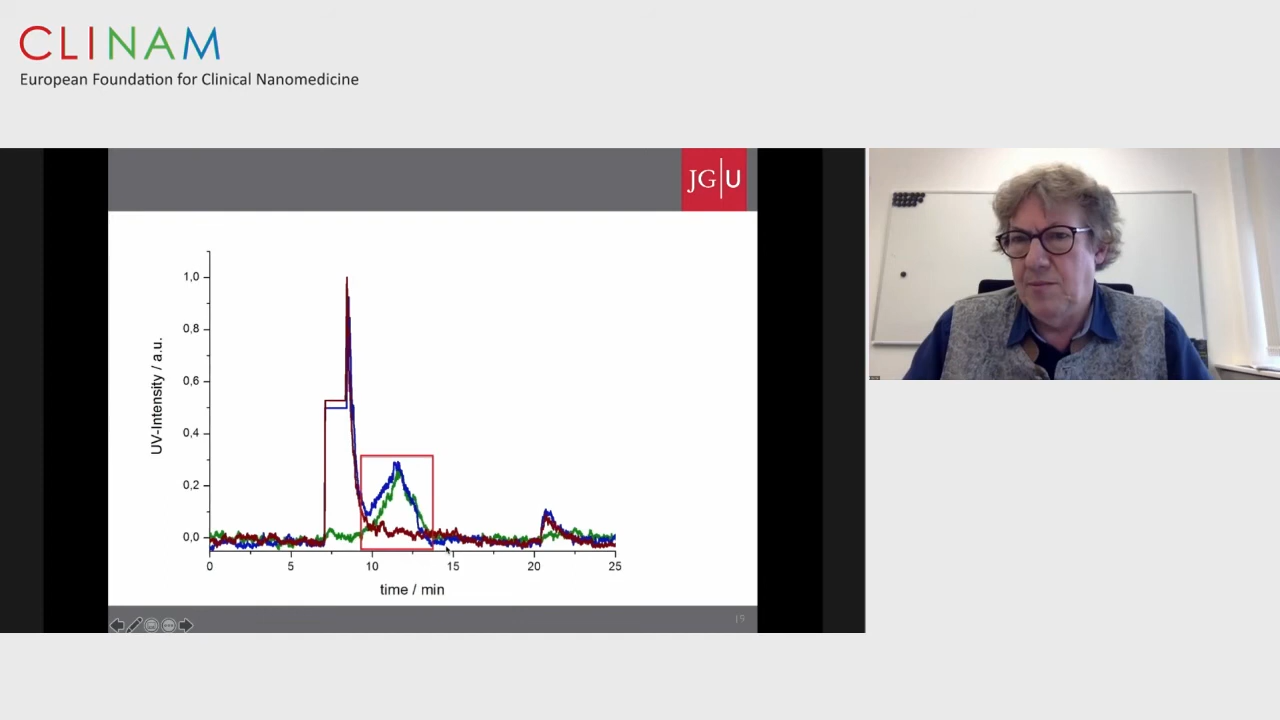 CLINAM
European Foundation for Clinical Nanomedicine
JG|U
1,0
0,8
0,6
0,4
0,2
0,0
UV-Intensity / a.u.
0 5 10 15 20 25
time / min
19